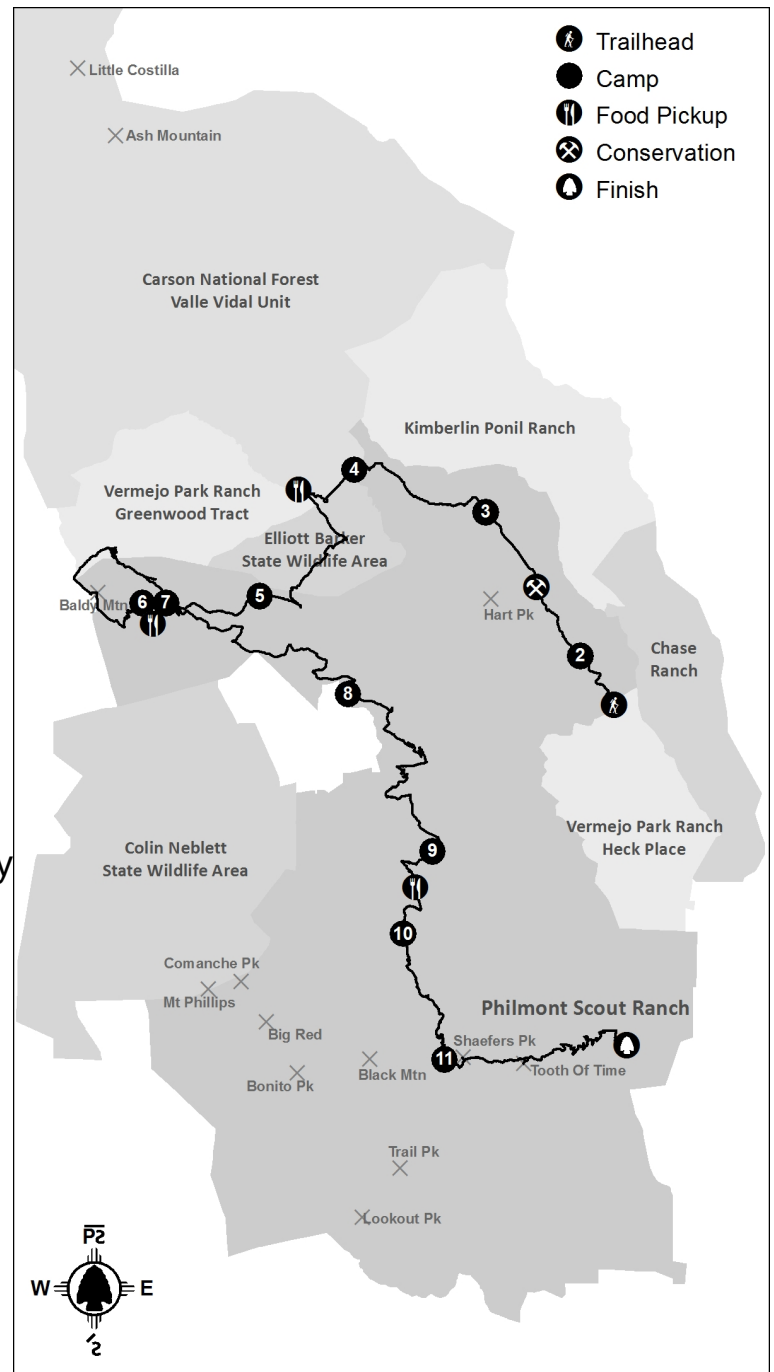 Trailhead
Camp
Food Pickup
Conservation
Finish
Little Costilla
Ash Mountain
Carson National Forest
Valle Vidal Unit
Kimberlin Ponil Ranch
4
Vermejo Park Ranch
Greenwood Tract
3
Elliott Barker
State Wildlife Area
Baldy Mtn
6
7
5
Hart Pk
2
Chase
Ranch
8
Vermejo Park Ranch
Heck Place
Colin Neblett
State Wildlife Area
y
9
10
Comanche Pk
Mt Phillips
Big Red
Philmont Scout Ranch
Shaefers Pk
11
Black Mtn
Tooth Of Time
Bonito Pk
Trail Pk
Lookout Pk
W
E